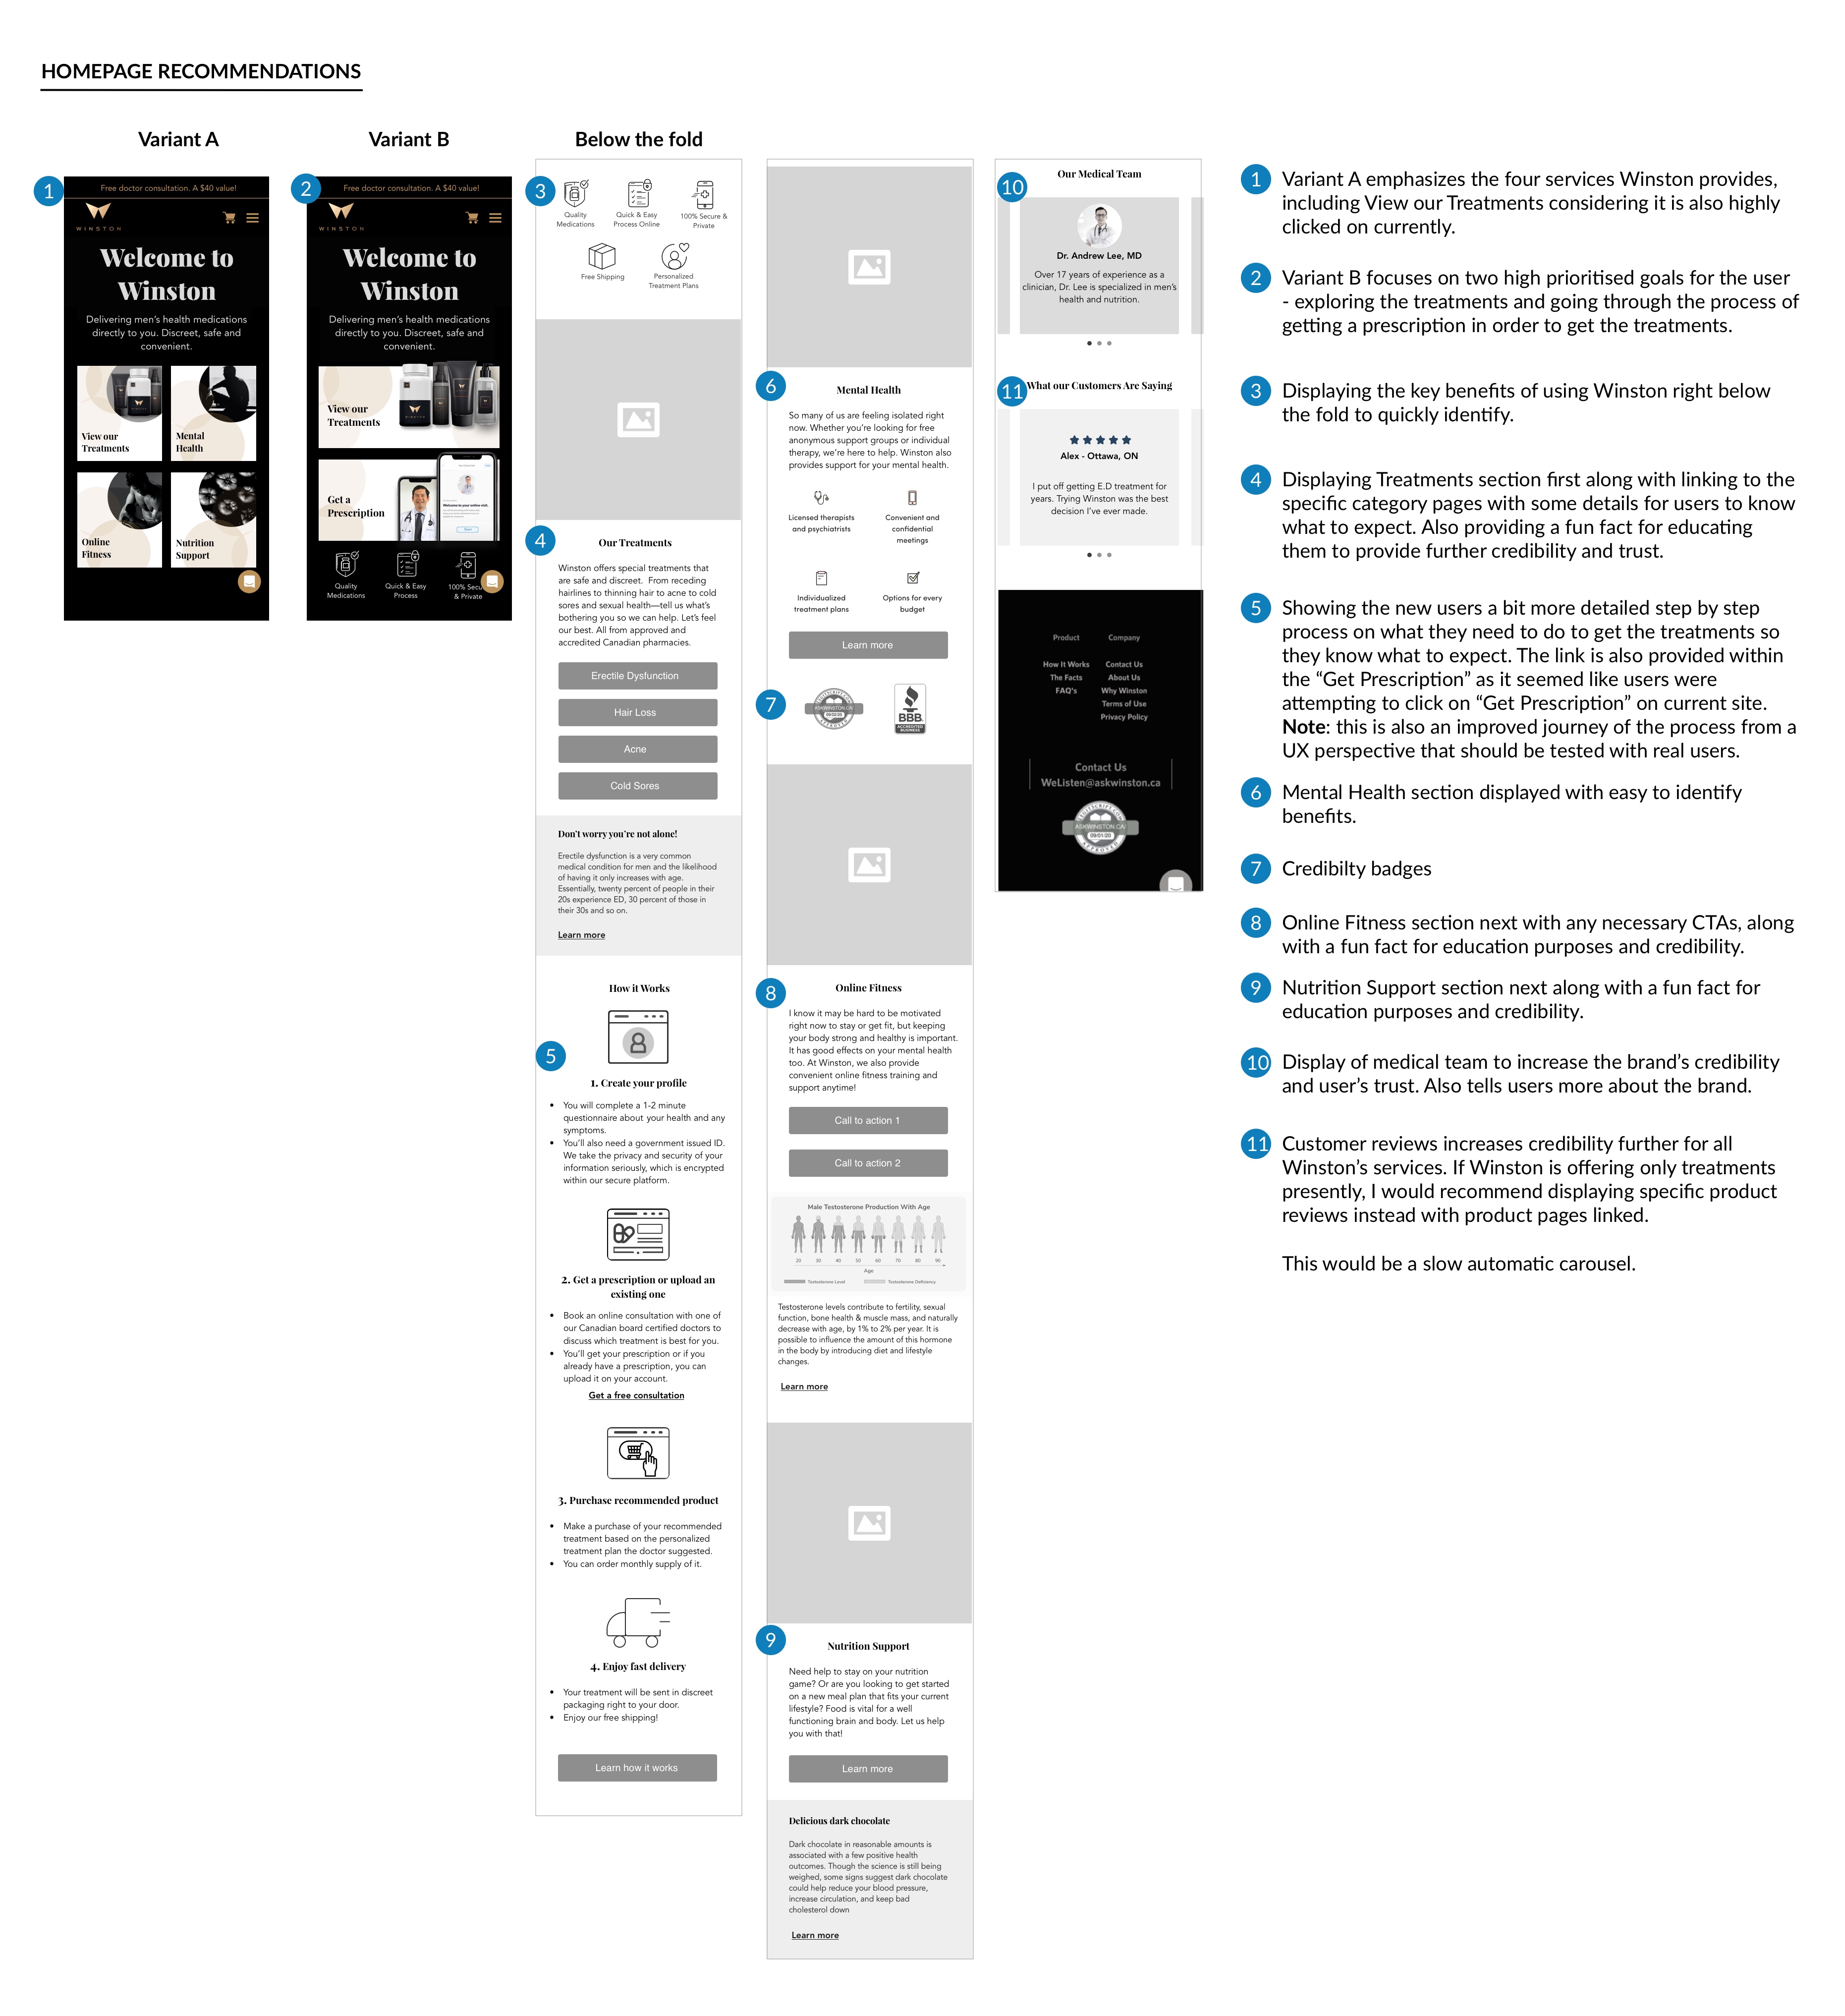 HOMEPAGE RECOMMENDATIONS
Variant A
1
Free doctor consultation. A $40 value!
WINSTON
Welcome to
Winston
Delivering men's health medications
directly to you. Discreet, safe and
convenient.
View our
Treatments
Mental
Health
Online
Fitness
Nutrition
Support
Variant B
2
Free doctor consultation. A $40 value!
WINSTON
Welcome to
Winston
Delivering men's health medications
directly to you. Discreet, safe and
convenient.
View our
Treatments
Get a
Prescription
Quality
Medications
Quick & Easy
Process
100% Secu
& Private
Below the fold
3
Quality
Medications
Quick & Easy
Process Online
100% Secure &
Private
Free Shipping
Personalized
Treatment Plans
4
Our Treatments
Winston offers special treatments that
are safe and discreet. From receding
hairlines to thinning hair to acne to cold
sores and sexual health—tell us what's
bothering you so we can help. Let's feel
our best. All from approved and
accredited Canadian pharmacies.
Erectile Dysfunction
Hair Loss
Acne
Cold Sores
Don't worry you're not alone!
Erectile dysfunction is a very common
medical condition for men and the likelihood
of having it only increases with age.
Essentially, twenty percent of people in their
20s experience ED, 30 percent of those in
their 30s and so on.
Learn more
How it Works
5
1. Create your profile
• You will complete a 1-2 minute
questionnaire about your health and any
symptoms.
• You'll also need a government issued ID.
We take the privacy and security of your
information seriously, which is encrypted
within our secure platform.
2. Get a prescription or upload an
existing one
• Book an online consultation with one of
our Canadian board certified doctors to
discuss which treatment is best for you.
• You'll get your prescription or if you
already have a prescription, you can
upload it on your account.
Get a free consultation
3. Purchase recommended product
• Make a purchase of your recommended
treatment based on the personalized
treatment plan the doctor suggested.
• You can order monthly supply of it.
4. Enjoy fast delivery
• Your treatment will be sent in discreet
packaging right to your door.
• Enjoy our free shipping!
Learn how it works
6
Mental Health
So many of us are feeling isolated right
now. Whether you're looking for free
anonymous support groups or individual
therapy, we're here to help. Winston also
provides support for your mental health.
Licensed therapists
and psychiatrists
Convenient and
confidential
meetings
Individualized
treatment plans
Options for every
budget
Learn more
7
ASKWINSTON.CA
BBB
ACCREDITED
BUSINESS
8
Online Fitness
I know it may be hard to be motivated
right now to stay or get fit, but keeping
your body strong and healthy is important.
It has good effects on your mental health
too. At Winston, we also provide
convenient online fitness training and
support anytime!
Call to action 1
Call to action 2
Male Testosterone Production With Age
20 30 40 50 60 70 80 90
Age
Testosterone Level
Testosterone Deficiency
Testosterone levels contribute to fertility, sexual
function, bone health & muscle mass, and naturally
decrease with age, by 1% to 2% per year. It is
possible to influence the amount of this hormone
in the body by introducing diet and lifestyle
changes.
Learn more
9
Nutrition Support
Need help to stay on your nutrition
game? Or are you looking to get started
on a new meal plan that fits your current
lifestyle? Food is vital for a well
functioning brain and body. Let us help
you with that!
Learn more
Delicious dark chocolate
Dark chocolate in reasonable amounts is
associated with a few positive health
outcomes. Though the science is still being
weighed, some signs suggest dark chocolate
could help reduce your blood pressure,
increase circulation, and keep bad
cholesterol down
Learn more
10
Our Medical Team
Dr. Andrew Lee, MD
Over 17 years of experience as a
clinician, Dr. Lee is specialized in men's
health and nutrition.
11
What our Customers Are Saying
Alex - Ottawa, ON
I put off getting E.D treatment for
years. Trying Winston was the best
decision I've ever made.
Product
How It Works
The Facts
FAQ's
Company
Contact Us
About Us
Why Winston
Terms of Use
Privacy Policy
Contact Us
WeListen@askwinston.ca
ASKWINSTON.CA
09/01/20
APPROVED
1 Variant A emphasizes the four services Winston provides,
including View our Treatments considering it is also highly
clicked on currently.
2 Variant B focuses on two high prioritised goals for the user
- exploring the treatments and going through the process of
getting a prescription in order to get the treatments.
3 Displaying the key benefits of using Winston right below
the fold to quickly identify.
4 Displaying Treatments section first along with linking to the
specific category pages with some details for users to know
what to expect. Also providing a fun fact for educating
them to provide further credibility and trust.
5 Showing the new users a bit more detailed step by step
process on what they need to do to get the treatments so
they know what to expect. The link is also provided within
the “Get Prescription” as it seemed like users were
attempting to click on “Get Prescription” on current site.
Note: this is also an improved journey of the process from a
UX perspective that should be tested with real users.
6 Mental Health section displayed with easy to identify
benefits.
7 Credibilty badges
8 Online Fitness section next with any necessary CTAs, along
with a fun fact for education purposes and credibility.
9 Nutrition Support section next along with a fun fact for
education purposes and credibility.
10 Display of medical team to increase the brand's credibility
and user's trust. Also tells users more about the brand.
11 Customer reviews increases credibility further for all
Winston's services. If Winston is offering only treatments
presently, I would recommend displaying specific product
reviews instead with product pages linked.
This would be a slow automatic carousel.